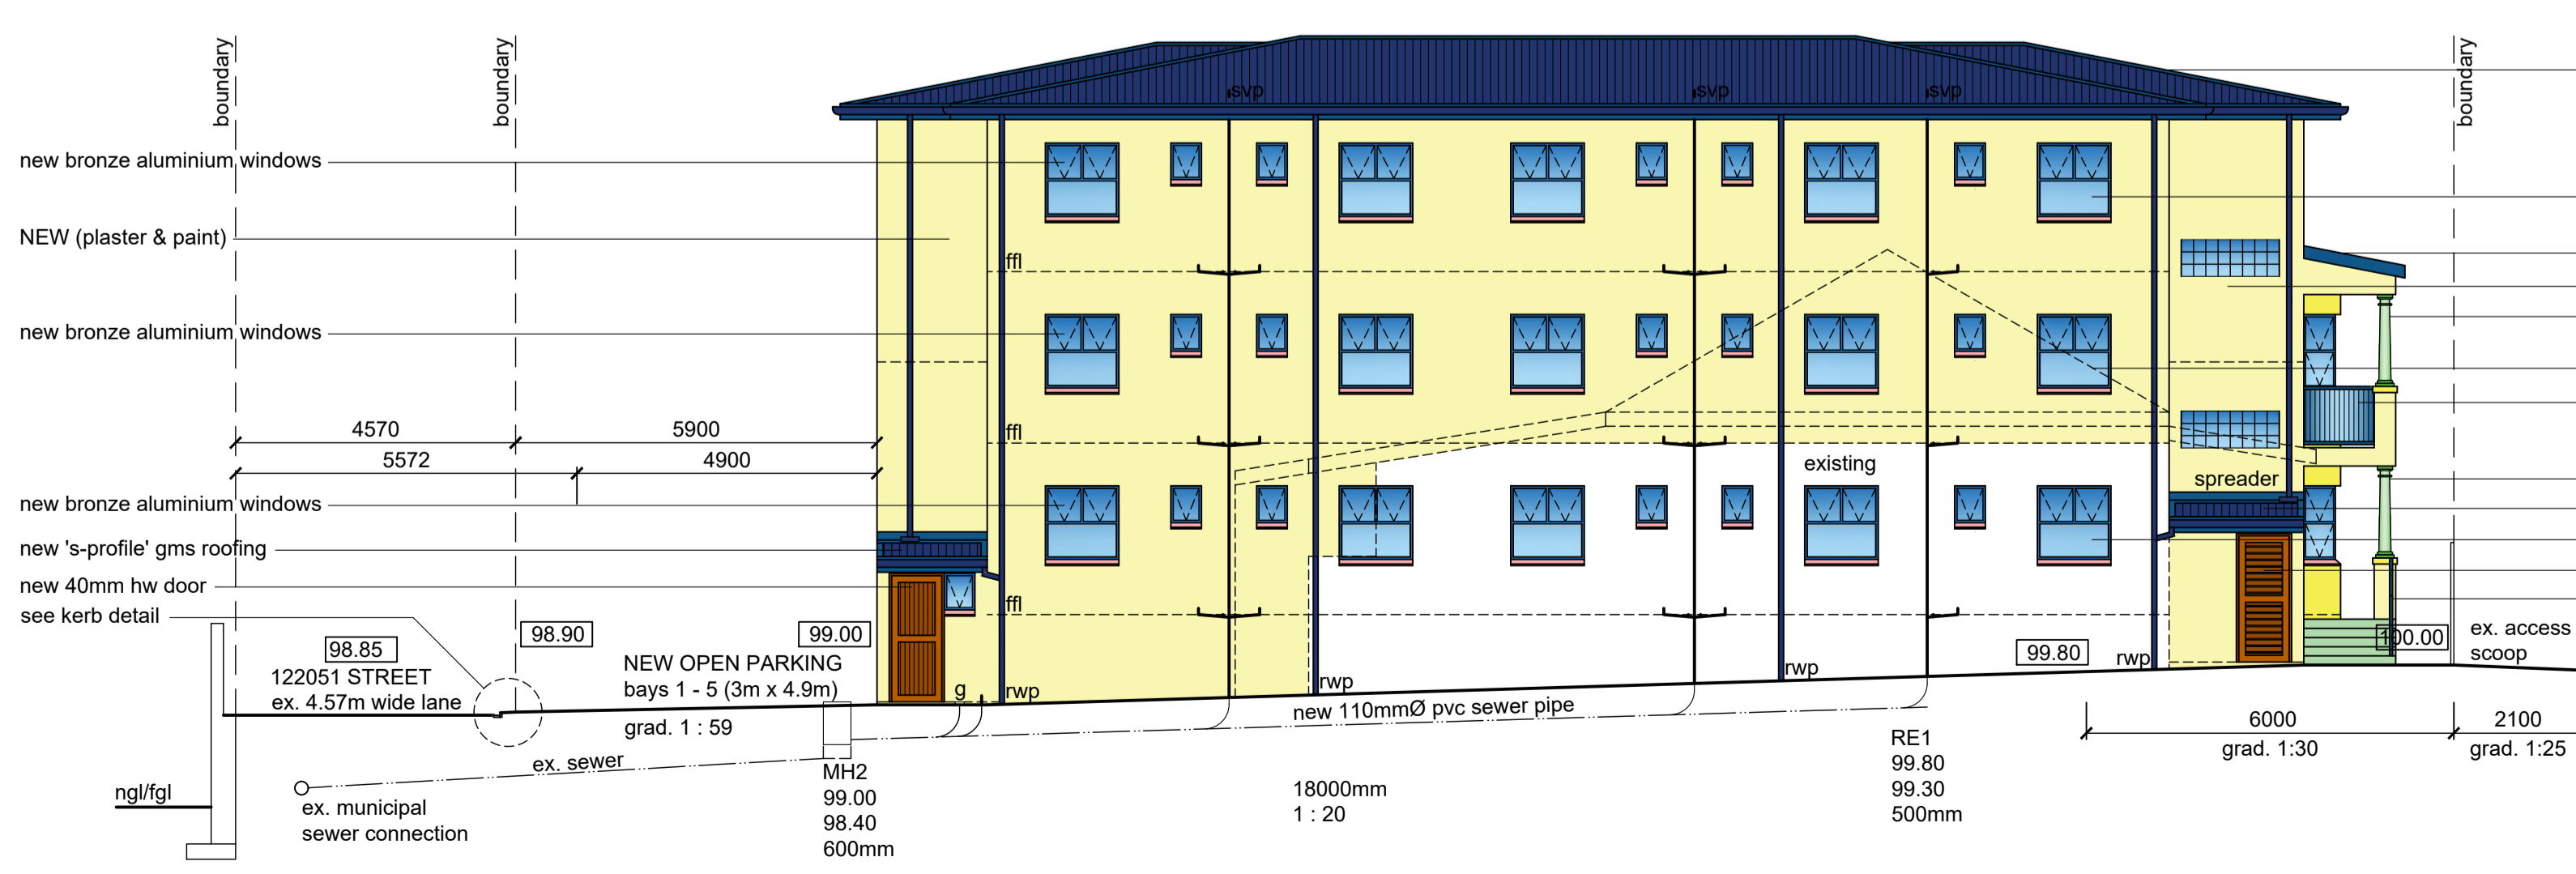 boundary
boundary
boundary
svp
svp
svp
new bronze aluminium windows
NEW (plaster & paint)
ffl
new bronze aluminium windows
4570
5900
ffl
5572
4900
existing
spreader
new bronze aluminium windows
new 's-profile' gms roofing
new 40mm hw door
see kerb detail
ffl
98.85
98.90
99.00
99.80
100.00
ex. access
scoop
122051 STREET
ex. 4.57m wide lane
NEW OPEN PARKING
bays 1 - 5 (3m x 4.9m)
grad. 1 : 59
g
rwp
rwp
rwp
rwp
new 110mmØ pvc sewer pipe
6000
grad. 1:30
2100
grad. 1:25
ex. sewer
ngl/fgl
ex. municipal
sewer connection
MH2
99.00
98.40
600mm
18000mm
1 : 20
RE1
99.80
99.30
500mm